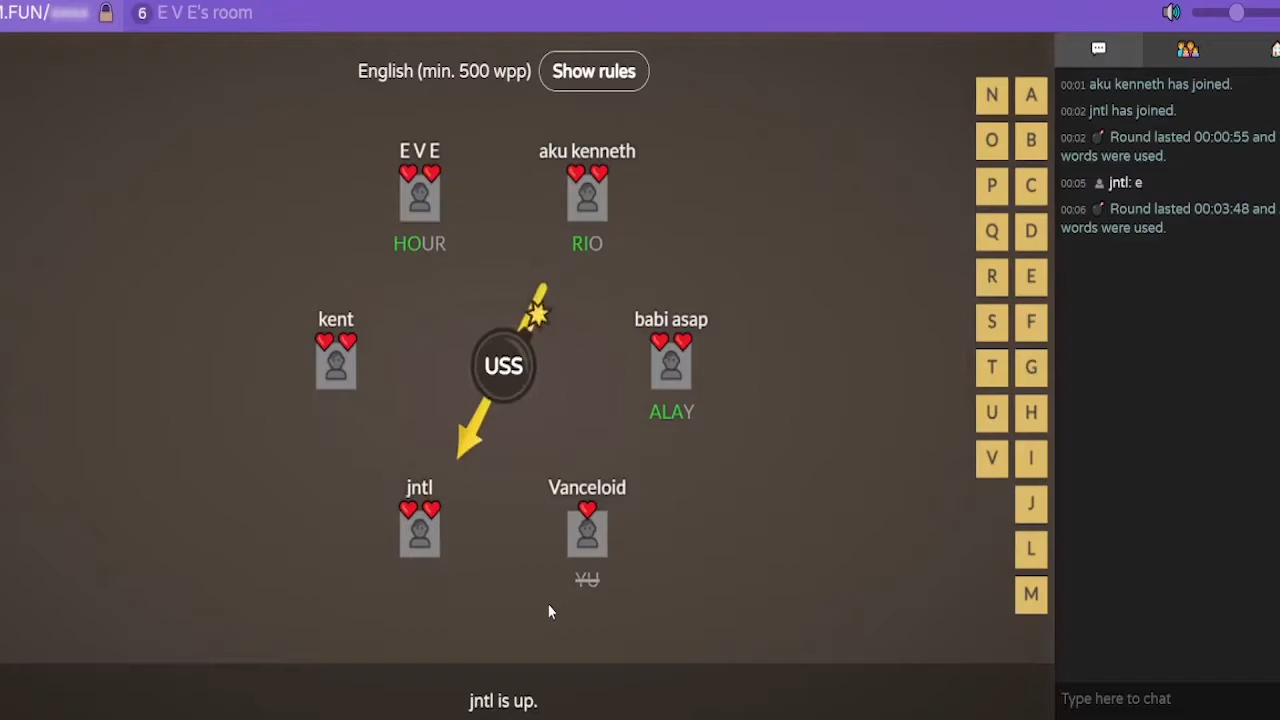 M.FUN/
6 E V E's room
English (min. 500 wpp) Show rules
E V E
HOUR
aku kenneth
RIO
kent
babi asap
ALAY
USS
jntl
Vanceloid
YU
jntl is up.
N A
O B
P C
Q D
R E
S F
T G
U H
V I
J
L
M
00:01 aku kenneth has joined.
00:02 jntl has joined.
00:02 Round lasted 00:00:55 and
words were used.
00:05 jntl: e
00:06 Round lasted 00:03:48 and
words were used.
Type here to chat